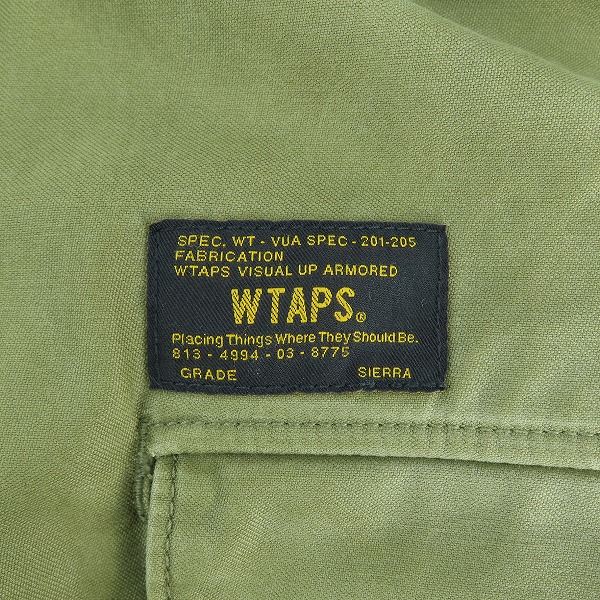 SPEC. WT - VUA SPEC - 201-205
FABRICATION
WTAPS VISUAL UP ARMORED
WTAPS.®
Placing Things Where They Should Be.
813 - 4994 - 03 - 8775
GRADE SIERRA